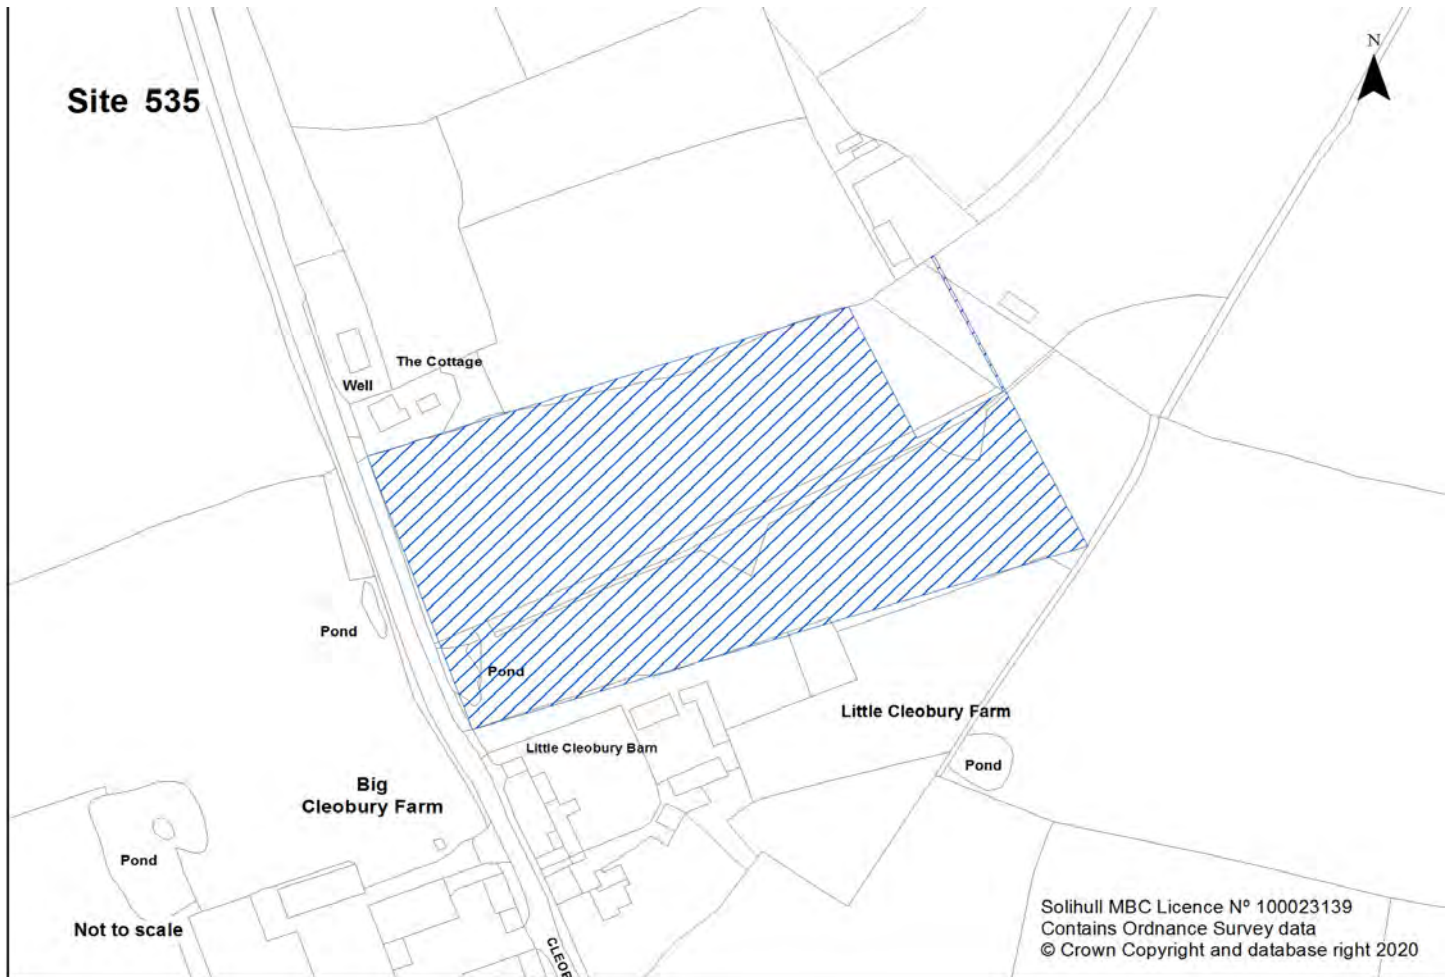 N
Site 535
The Cottage
Well
Pond
Pond
Little Cleobury Farm
Little Cleobury Barn
Pond
Big
Cleobury Farm
Pond
Not to scale
CLEOB
Solihull MBC Licence Nº 100023139
Contains Ordnance Survey data
© Crown Copyright and database right 2020